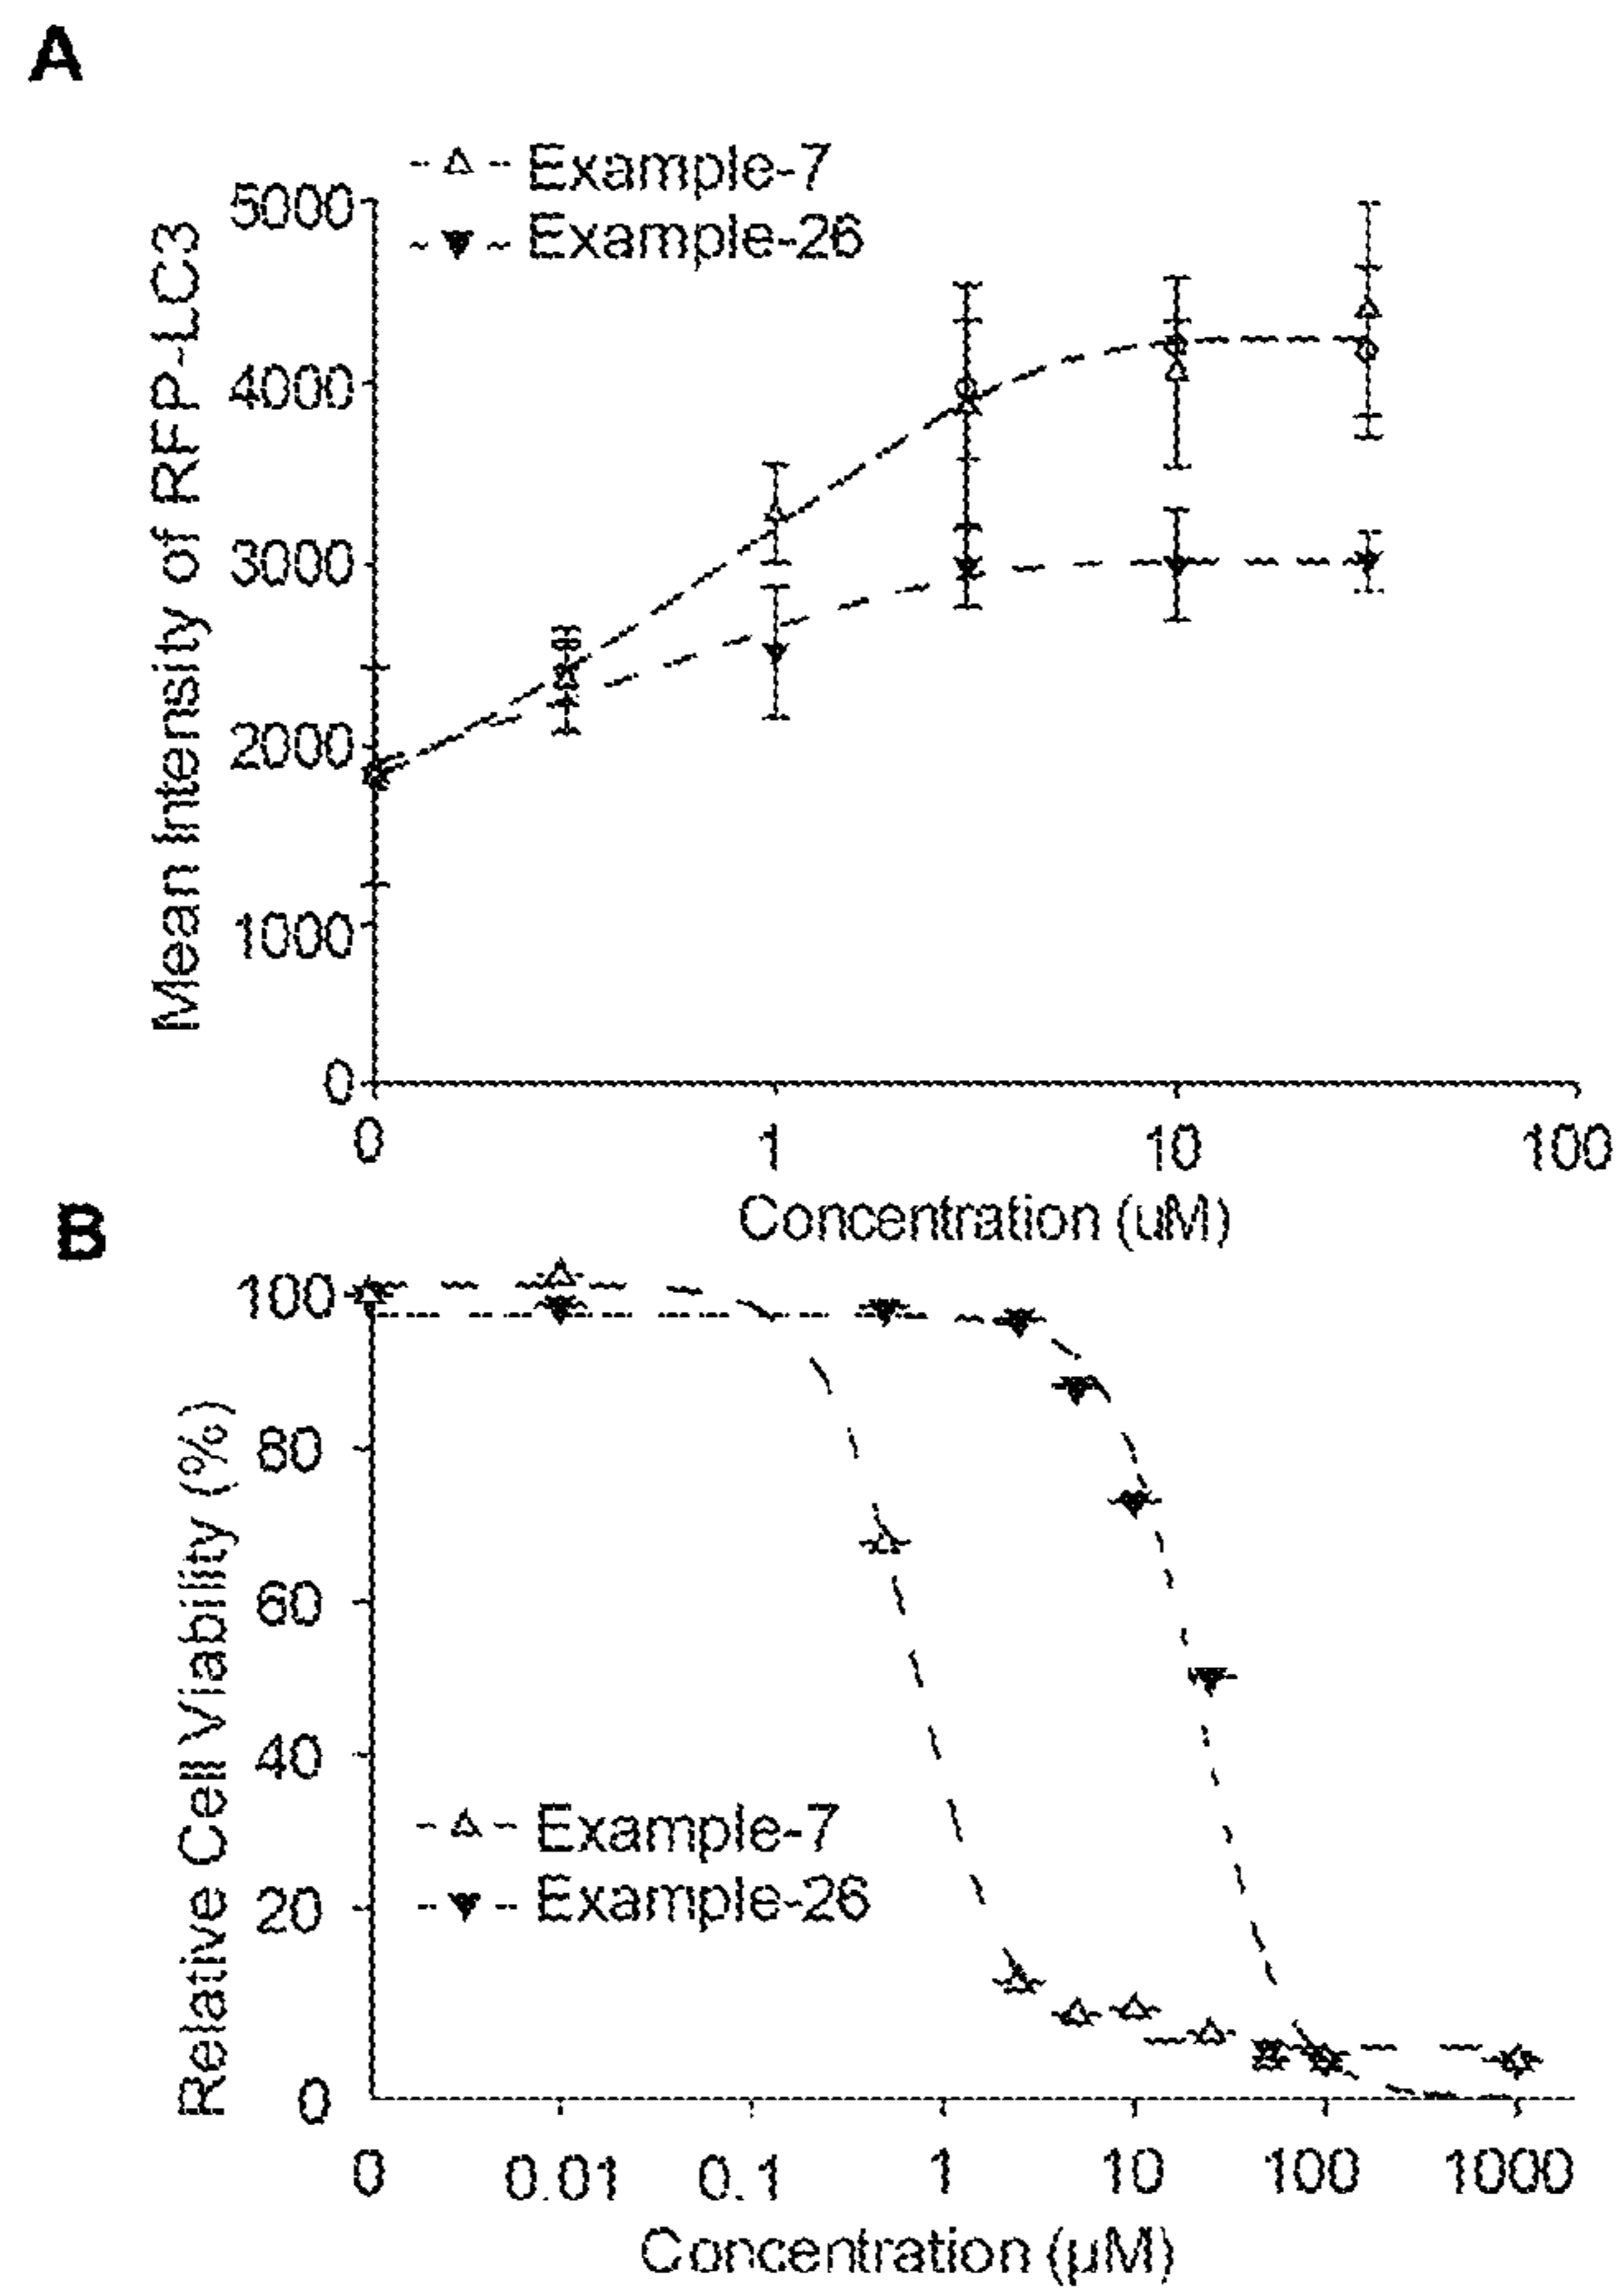 A
Example-7
Example-26
Mean Intensity of RFP-LC3
5000
4000
3000
2000
1000
0
0 1 10 100
Concentration (uM)
B
Relative Cell Viability (%)
100
80
60
40
20
0
Example-7
Example-26
0 0.01 0.1 1 10 100 1000
Concentration (µM)